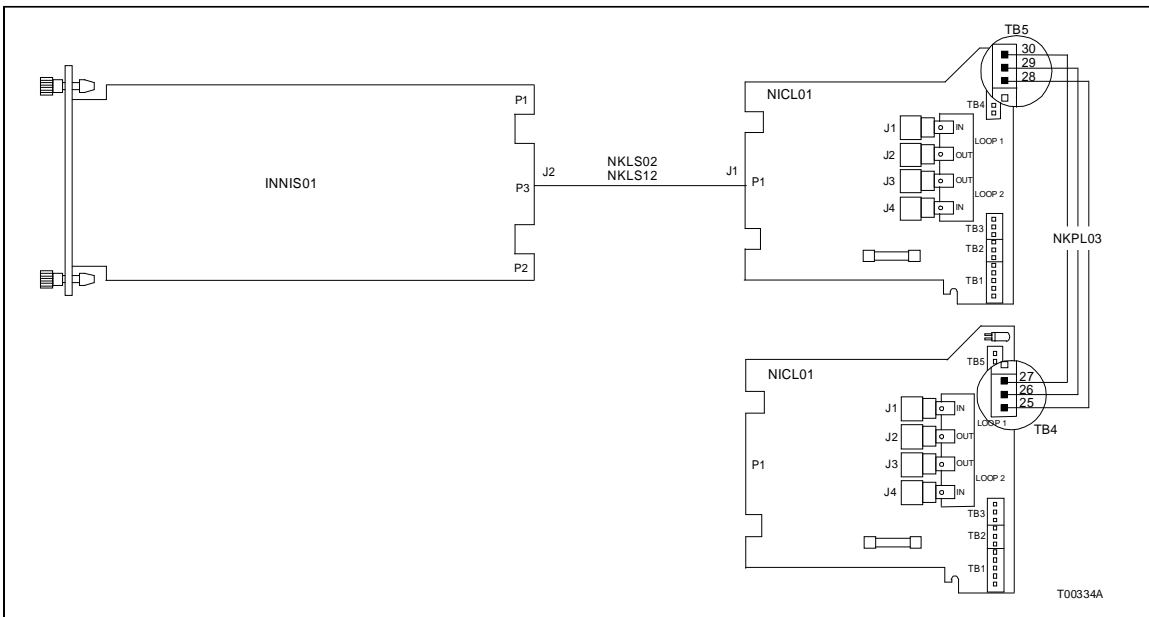 TB5
30
29
28
NICL01
TB4
P1
J1
IN
LOOP 1
J2
OUT
INNIS01
J2
NKLS02
NKLS12
J1
P3
P1
J3
OUT
LOOP 2
J4
IN
TB3
NKPL03
TB2
P2
TB1
TB5
NICL01
27
26
25
J1
IN
LOOP 1
TB4
J2
OUT
P1
J3
OUT
LOOP 2
J4
IN
TB3
TB2
TB1
T00334A